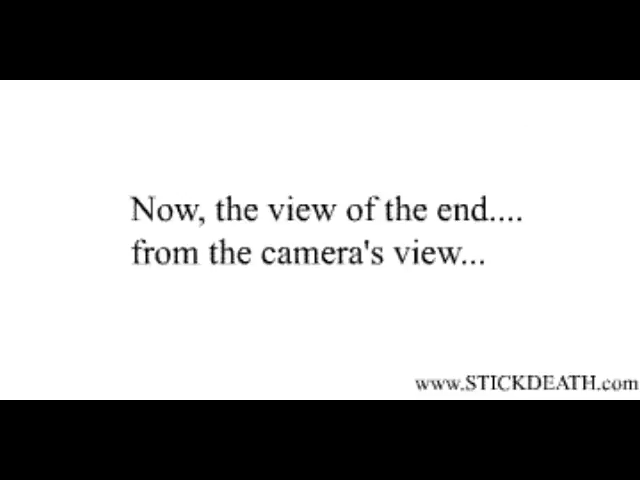 Now, the view of the end....
from the camera's view...
www.STICKDEATH.com